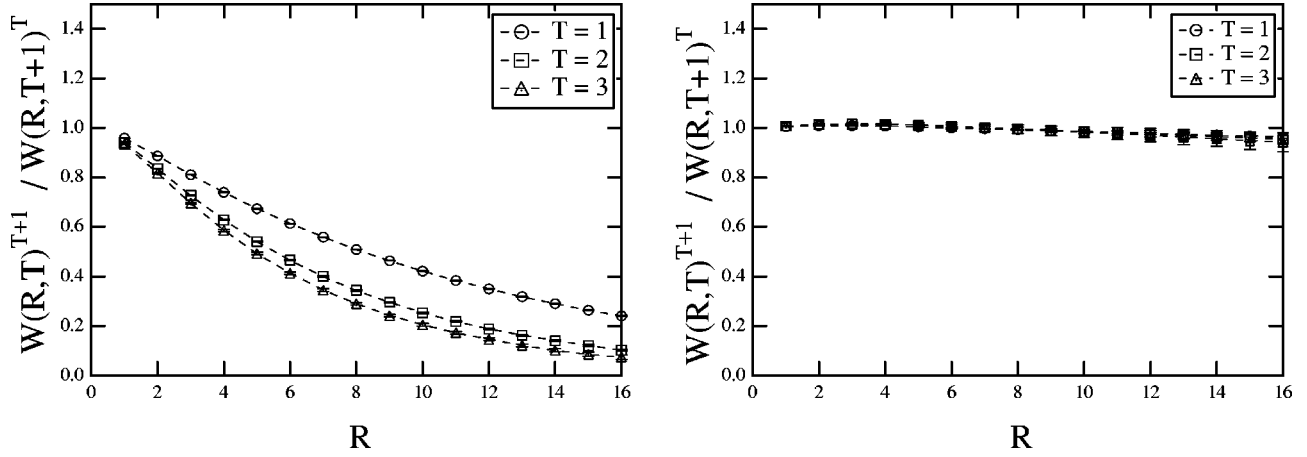 W(R,T)^{T+1} / W(R,T+1)^{T}
1.4
1.2
1.0
0.8
0.6
0.4
0.2
0.0
0 2 4 6 8 10 12 14 16
R
T = 1
T = 2
T = 3
W(R,T)^{T+1} / W(R,T+1)^{T}
1.4
1.2
1.0
0.8
0.6
0.4
0.2
0.0
0 2 4 6 8 10 12 14 16
R
T = 1
T = 2
T = 3